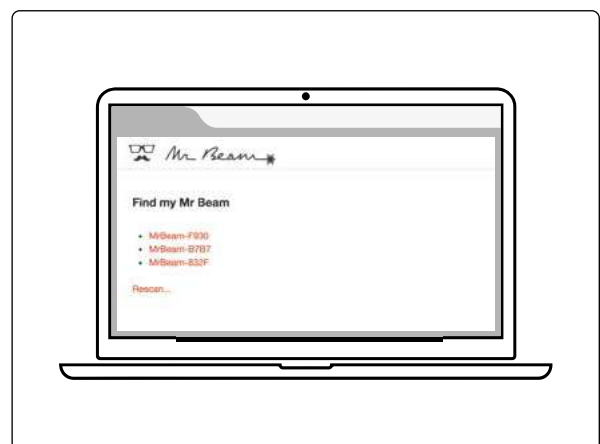 Mr Beam
Find my Mr Beam
• MrBeam-F930
• MrBeam-B7B7
• MrBeam-832F
Rescan...